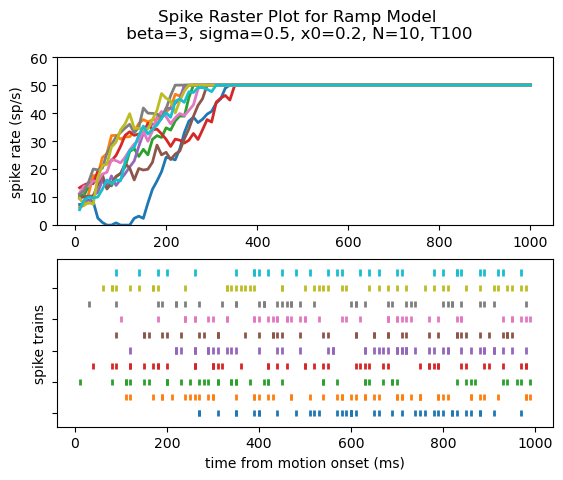 Spike Raster Plot for Ramp Model
beta=3, sigma=0.5, x0=0.2, N=10, T100
60
50
40
30
20
10
0
spike rate (sp/s)
0 200 400 600 800 1000
spike trains
0 200 400 600 800 1000
time from motion onset (ms)